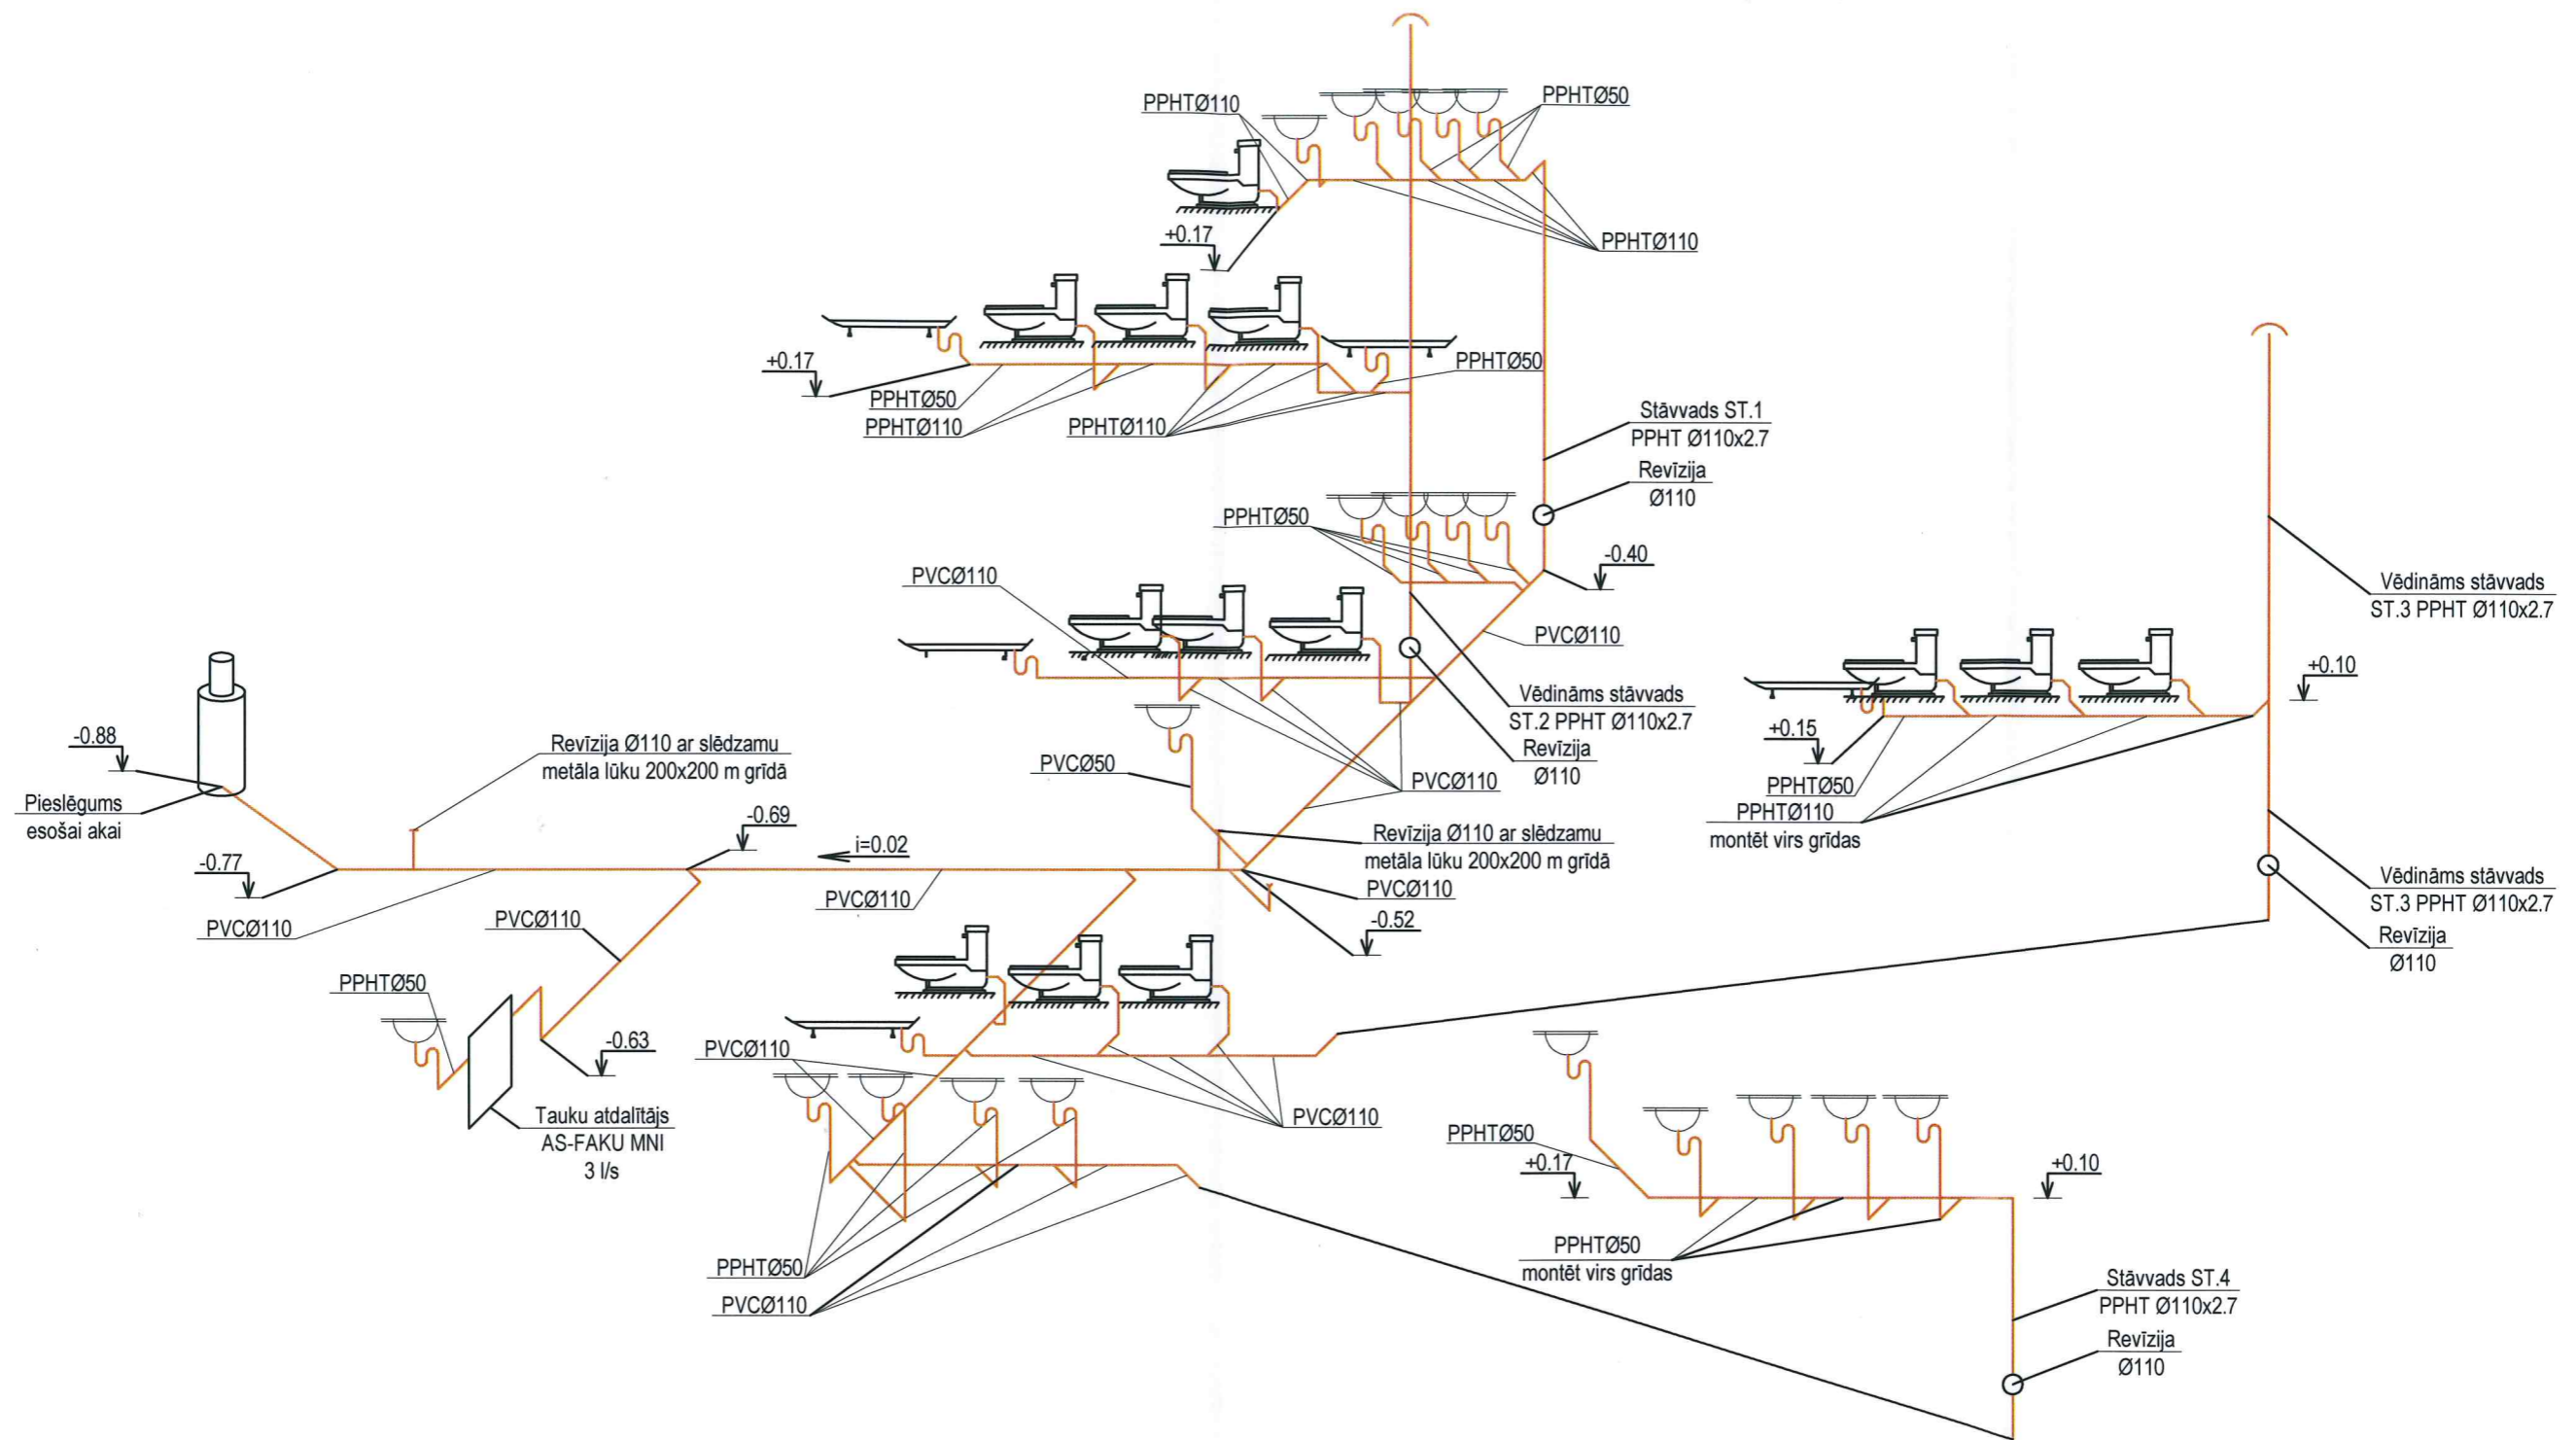 PPHTØ110
PPHTØ50
+0.17
PPHTØ110
+0.17
PPHTØ50
PPHTØ50
PPHTØ110
PPHTØ110
Stāvvads ST.1
PPHT Ø110x2.7
Revīzija
Ø110
PPHTØ50
-0.40
PVCØ110
PVCØ110
Vēdināms stāvvads
ST.3 PPHT Ø110x2.7
+0.10
Vēdināms stāvvads
ST.2 PPHT Ø110x2.7
Revīzija
Ø110
+0.15
PPHTØ50
PPHTØ110
montēt virs grīdas
-0.88
Revīzija Ø110 ar slēdzamu
metāla lūku 200x200 m grīdā
PVCØ50
PVCØ110
Pieslēgums
esošai akai
-0.69
i=0.02
Revīzija Ø110 ar slēdzamu
metāla lūku 200x200 m grīdā
-0.77
PVCØ110
PVCØ110
PVCØ110
PVCØ110
-0.52
Vēdināms stāvvads
ST.3 PPHT Ø110x2.7
Revīzija
Ø110
PPHTØ50
-0.63
PVCØ110
Tauku atdalītājs
AS-FAKU MNI
3 l/s
PVCØ110
PPHTØ50
+0.17
+0.10
PPHTØ50
PVCØ110
PPHTØ50
montēt virs grīdas
Stāvvads ST.4
PPHT Ø110x2.7
Revīzija
Ø110